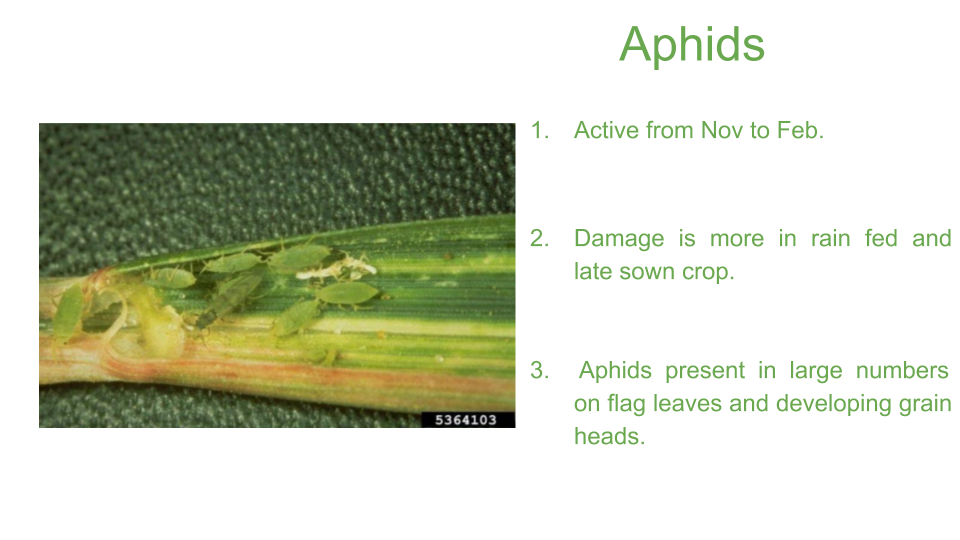 Aphids
1. Active from Nov to Feb.
2. Damage is more in rain fed and
late sown crop.
3. Aphids present in large numbers
on flag leaves and developing grain
heads.
5364103